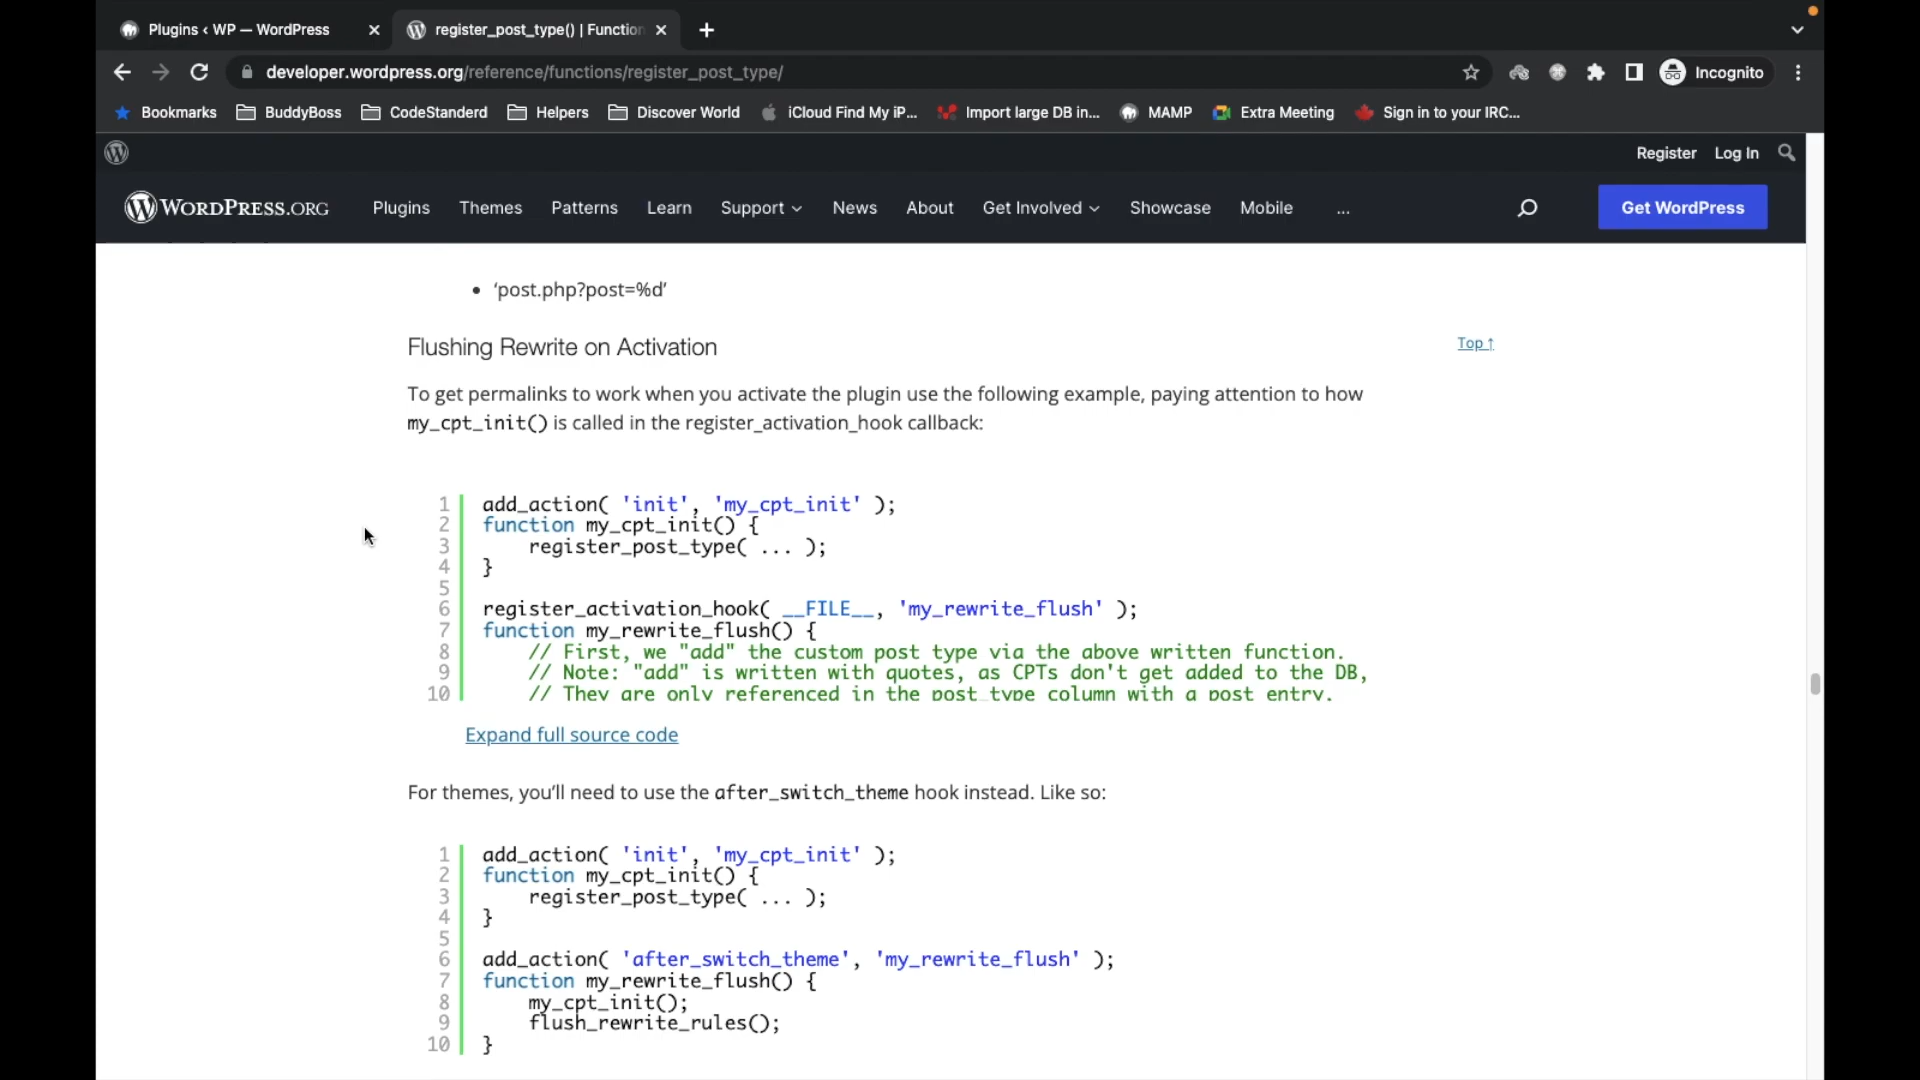 Plugins ‹ WP — WordPress
register_post_type() | Function
developer.wordpress.org/reference/functions/register_post_type/
Incognito
Bookmarks
BuddyBoss
CodeStanderd
Helpers
Discover World
iCloud Find My iP...
Import large DB in...
MAMP
Extra Meeting
Sign in to your IRC...
Register
Log In
WORDPRESS.ORG
Plugins
Themes
Patterns
Learn
Support
News
About
Get Involved
Showcase
Mobile
...
Get WordPress
• ‘post.php?post=%d’
Flushing Rewrite on Activation
Top ↑
To get permalinks to work when you activate the plugin use the following example, paying attention to how
my_cpt_init() is called in the register_activation_hook callback:
1 add_action( 'init', 'my_cpt_init' );
2 function my_cpt_init() {
3 register_post_type( ... );
4 }
5
6 register_activation_hook( __FILE__, 'my_rewrite_flush' );
7 function my_rewrite_flush() {
8 // First, we "add" the custom post type via the above written function.
9 // Note: "add" is written with quotes, as CPTs don't get added to the DB,
10 // They are only referenced in the post_type column with a post entry.
Expand full source code
For themes, you’ll need to use the after_switch_theme hook instead. Like so:
1 add_action( 'init', 'my_cpt_init' );
2 function my_cpt_init() {
3 register_post_type( ... );
4 }
5
6 add_action( 'after_switch_theme', 'my_rewrite_flush' );
7 function my_rewrite_flush() {
8 my_cpt_init();
9 flush_rewrite_rules();
10 }